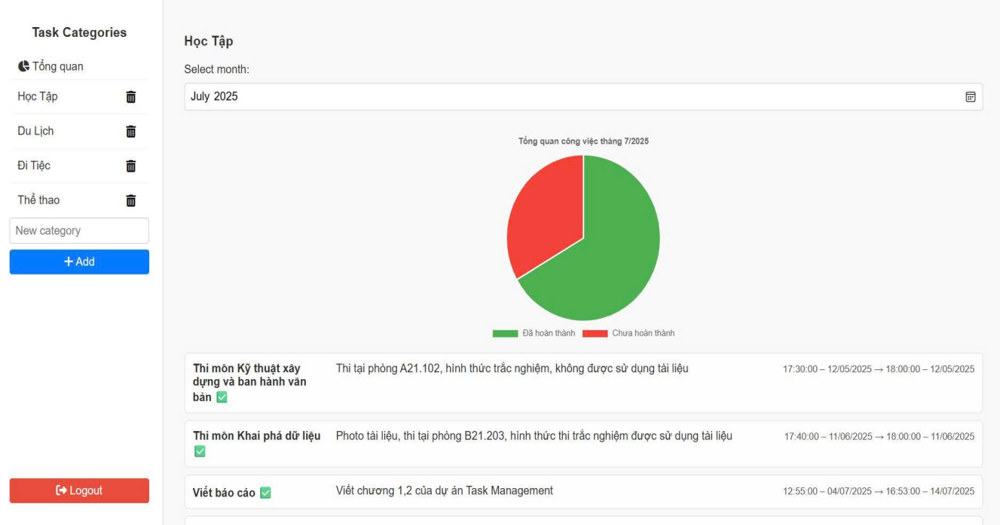 Task Categories
Tổng quan
Học Tập
Du Lịch
Đi Tiệc
Thể thao
New category
+ Add
Logout
Học Tập
Select month:
July 2025
Tổng quan công việc tháng 7/2025
Đã hoàn thành Chưa hoàn thành
Thi môn Kỹ thuật xây
dựng và ban hành văn
bản ✅
Thi tại phòng A21.102, hình thức trắc nghiệm, không được sử dụng tài liệu
17:30:00 – 12/05/2025 → 18:00:00 – 12/05/2025
Thi môn Khai phá dữ liệu
✅
Photo tài liệu, thi tại phòng B21.203, hình thức thi trắc nghiệm được sử dụng tài liệu
17:40:00 – 11/06/2025 → 18:00:00 – 11/06/2025
Viết báo cáo ✅
Viết chương 1,2 của dự án Task Management
12:55:00 – 04/07/2025 → 16:53:00 – 14/07/2025